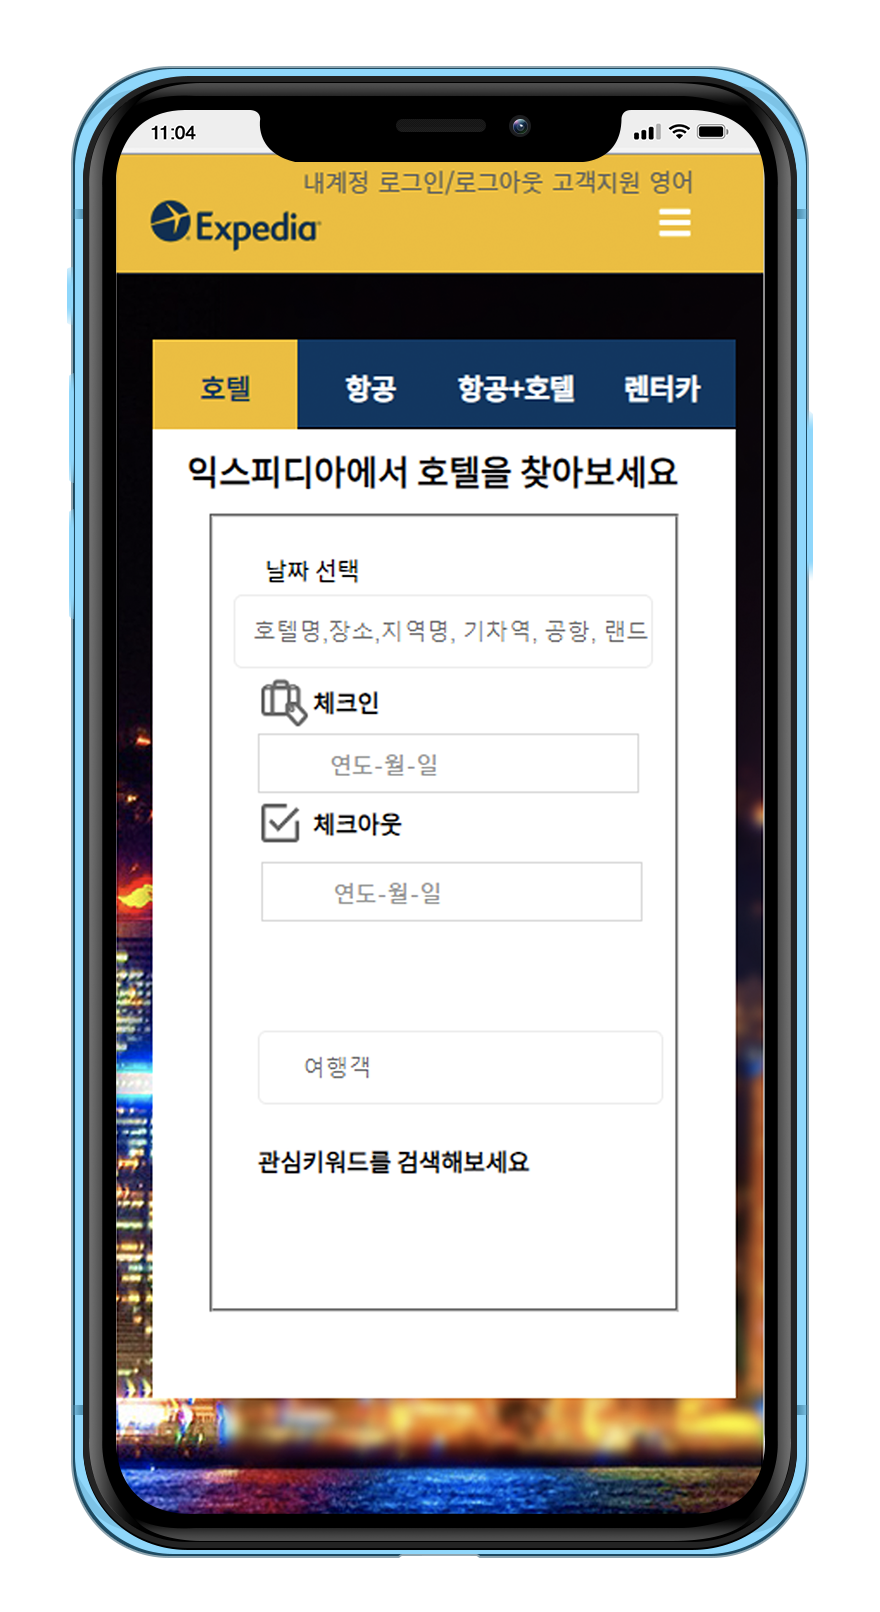 11:04
내계정 로그인/로그아웃 고객지원 영어
Expedia
호텔 항공 항공+호텔 렌터카
익스피디아에서 호텔을 찾아보세요
날짜 선택
호텔명,장소,지역명, 기차역, 공항, 랜드
체크인
연도-월-일
체크아웃
연도-월-일
여행객
관심키워드를 검색해보세요